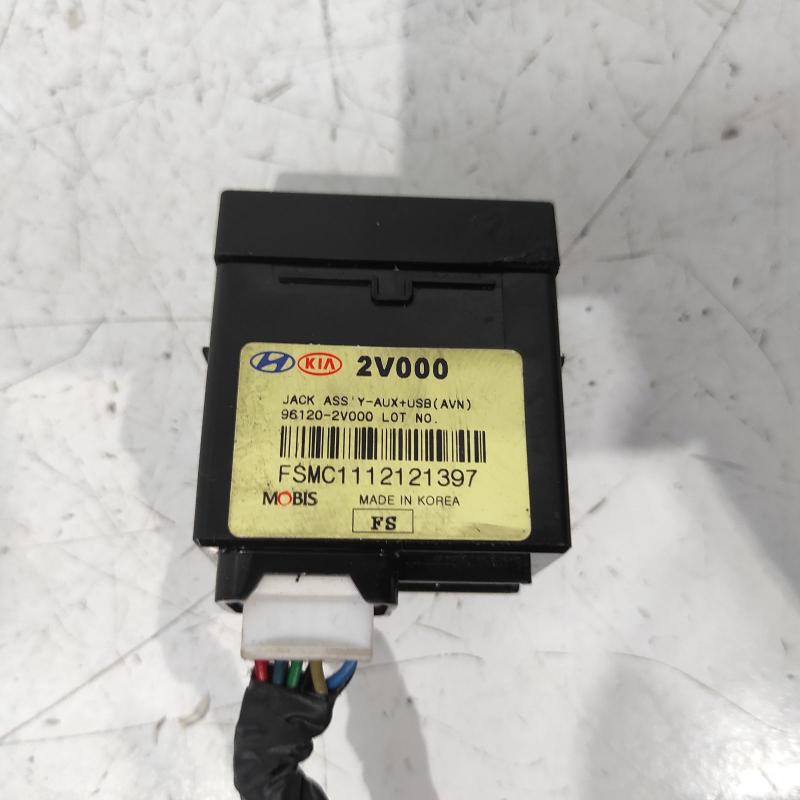 KIA 2V000
JACK ASS'Y-AUX+USB(AVN)
96120-2V000 LOT NO.
FSMC1112121397
MOBIS MADE IN KOREA
FS